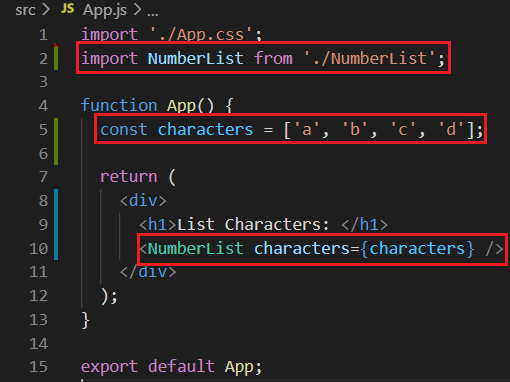 src > JS App.js > ...
1 import './App.css';
2 import NumberList from './NumberList';
3
4 function App() {
5   const characters = ['a', 'b', 'c', 'd'];
6
7   return (
8     <div>
9       <h1>List Characters: </h1>
10       <NumberList characters={characters} />
11     </div>
12   );
13 }
14
15 export default App;